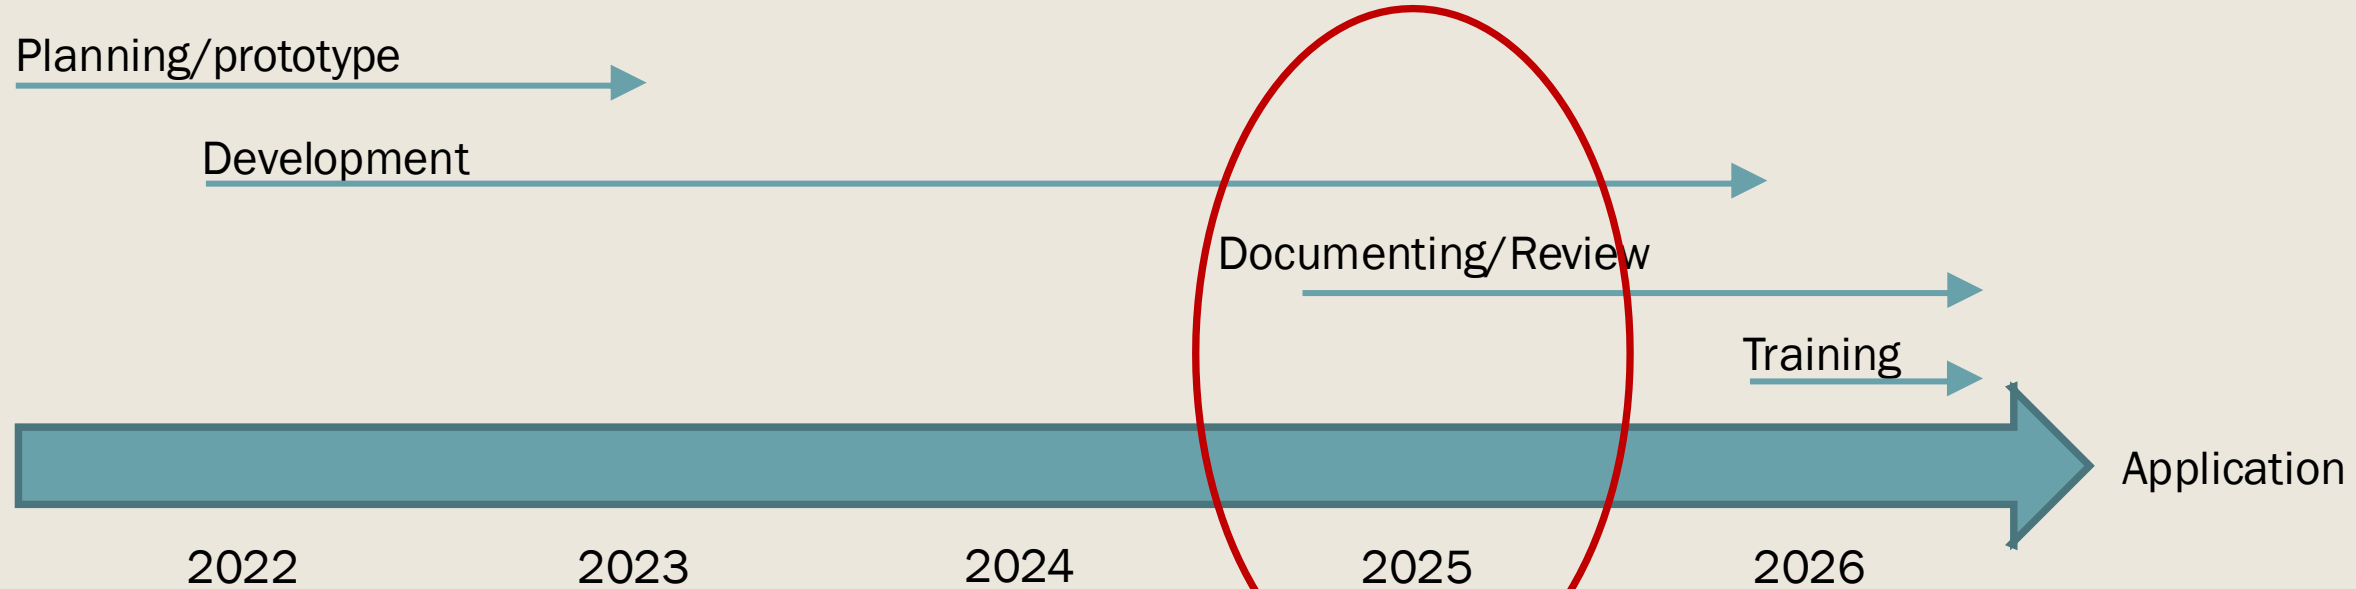 Planning/prototype
Development
Documenting/Review
Training
Application
2022 2023 2024 2025 2026